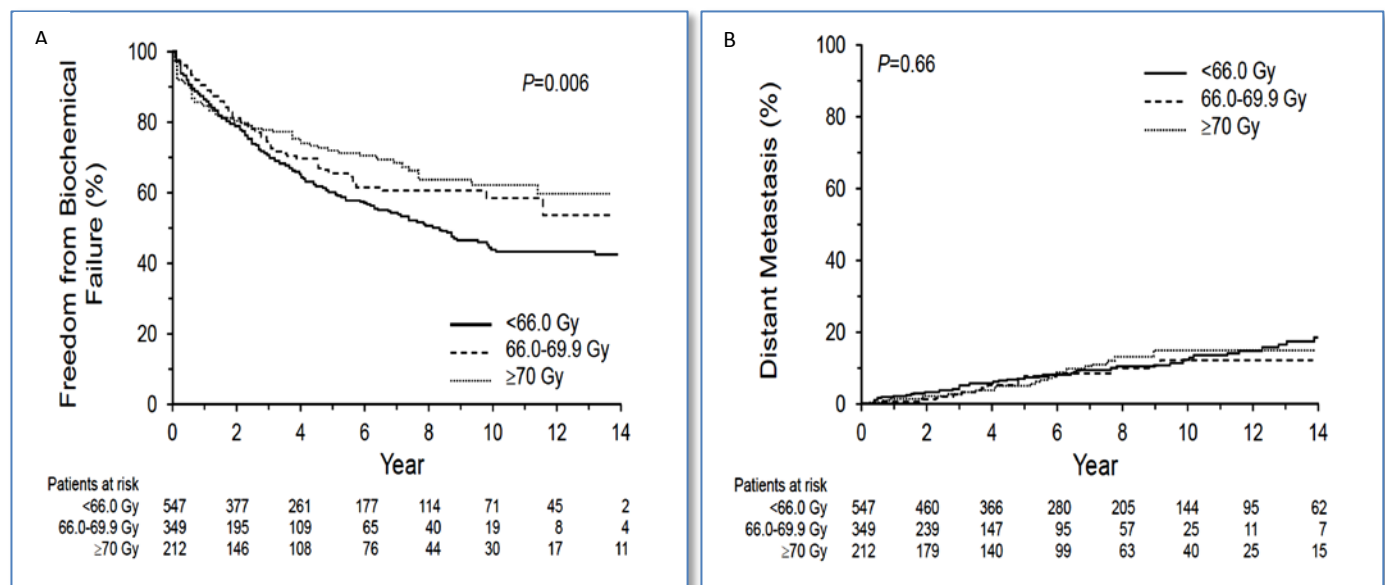 A
Freedom from Biochemical
Failure (%)
100
80
60
40
20
0
P=0.006
<66.0 Gy
66.0-69.9 Gy
≥70 Gy
0 2 4 6 8 10 12 14
Year
Patients at risk
<66.0 Gy 547 377 261 177 114 71 45 2
66.0-69.9 Gy 349 195 109 65 40 19 8 4
≥70 Gy 212 146 108 76 44 30 17 11
B
Distant Metastasis (%)
100
80
60
40
20
0
P=0.66
<66.0 Gy
66.0-69.9 Gy
≥70 Gy
0 2 4 6 8 10 12 14
Year
Patients at risk
<66.0 Gy 547 460 366 280 205 144 95 62
66.0-69.9 Gy 349 239 147 95 57 25 11 7
≥70 Gy 212 179 140 99 63 40 25 15